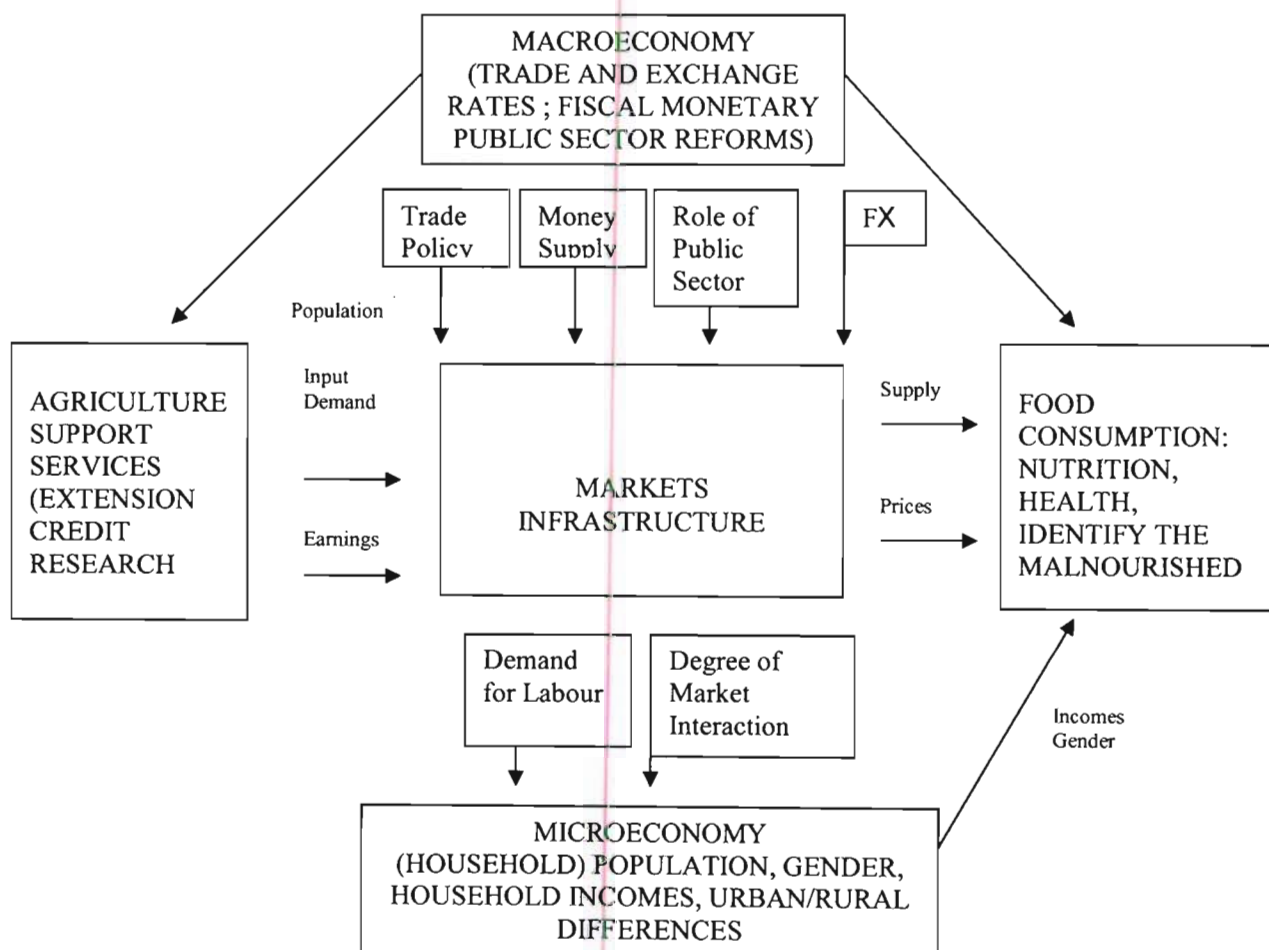 MACROECONOMY
(TRADE AND EXCHANGE
RATES ; FISCAL MONETARY
PUBLIC SECTOR REFORMS)
Trade
Policy
Money
Supply
Role of
Public
Sector
FX
Population
Input
Demand
Earnings
AGRICULTURE
SUPPORT
SERVICES
(EXTENSION
CREDIT
RESEARCH
MARKETS
INFRASTRUCTURE
Supply
Prices
FOOD
CONSUMPTION:
NUTRITION,
HEALTH,
IDENTIFY THE
MALNOURISHED
Demand
for Labour
Degree of
Market
Interaction
Incomes
Gender
MICROECONOMY
(HOUSEHOLD) POPULATION, GENDER,
HOUSEHOLD INCOMES, URBAN/RURAL
DIFFERENCES